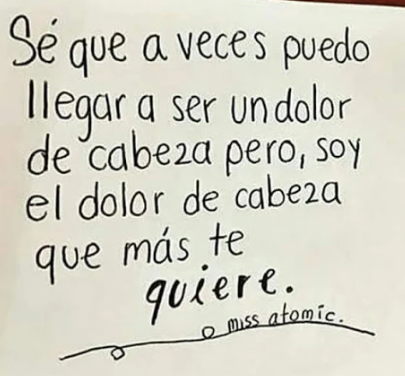 Sé que a veces puedo
llegar a ser un dolor
de cabeza pero, soy
el dolor de cabeza
que más te
quiere.
miss atomic.